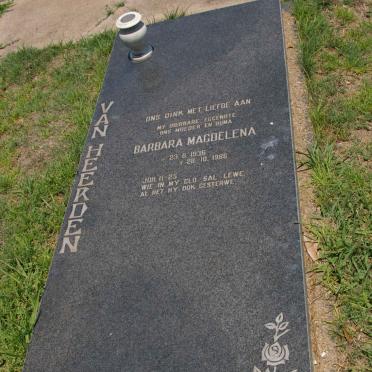 VAN HEERDEN
ONS DINK MET LIEFDE AAN
MY DIERBARE EGGENOTE
ONS MOEDER EN OUMA
BARBARA MAGDELENA
* 23. 6. 1936
† 28. 10. 1986
JOH. 11-25
WIE IN MY GLO SAL LEWE
AL HET HY OOK GESTERWE